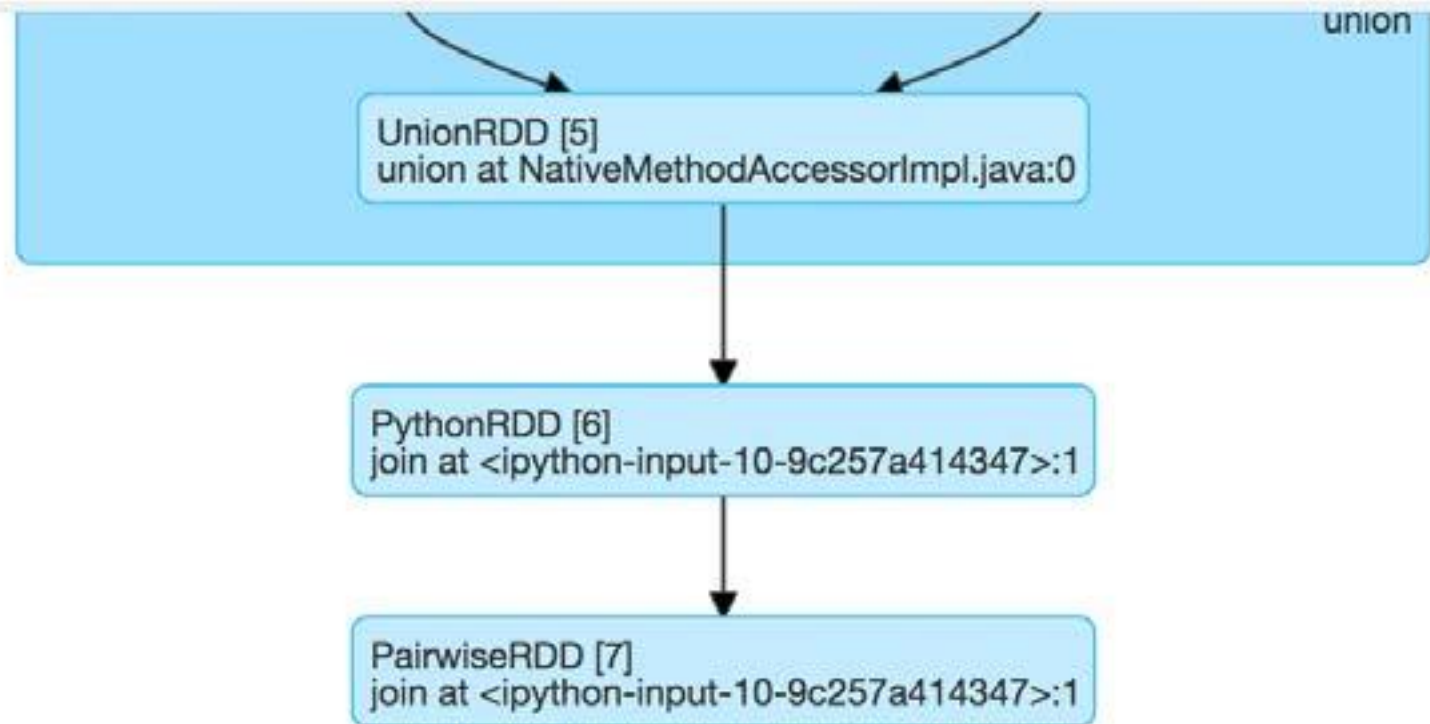 union
UnionRDD [5]
union at NativeMethodAccessorImpl.java:0
PythonRDD [6]
join at <ipython-input-10-9c257a414347>:1
PairwiseRDD [7]
join at <ipython-input-10-9c257a414347>:1